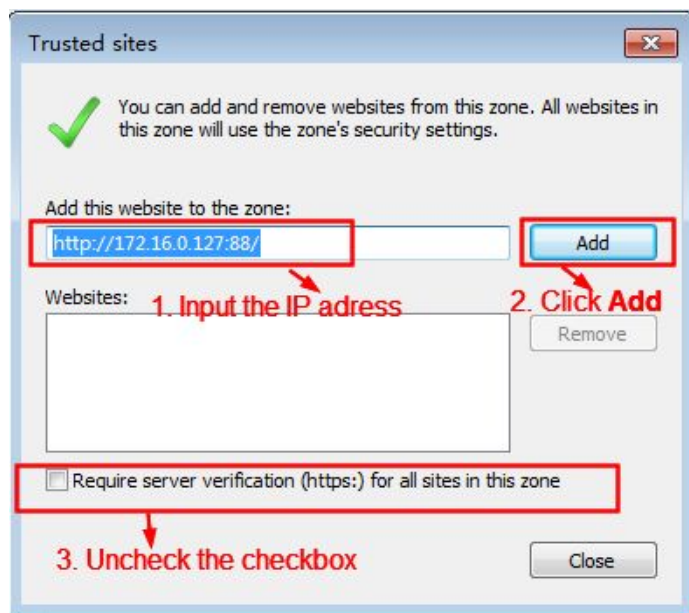 Trusted sites
You can add and remove websites from this zone. All websites in
this zone will use the zone's security settings.
Add this website to the zone:
http://172.16.0.127:88/
Add
Websites:
1. Input the IP adress
2. Click Add
Remove
Require server verification (https:) for all sites in this zone
3. Uncheck the checkbox
Close